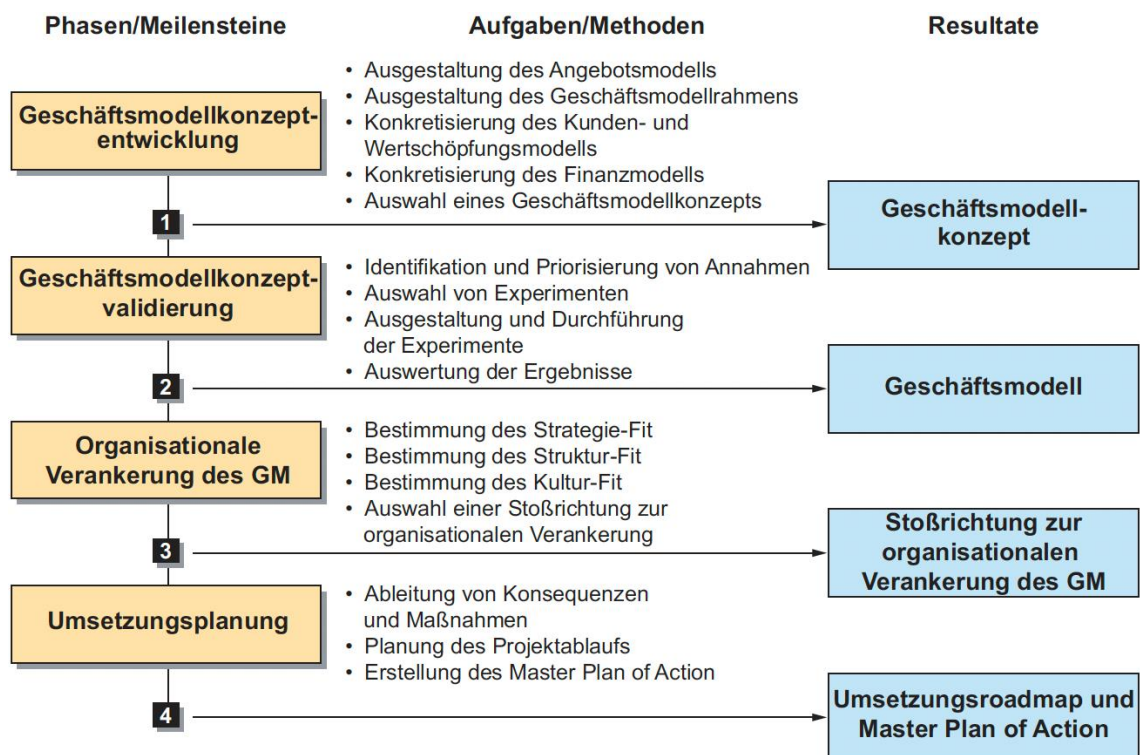 Phasen/Meilensteine
Aufgaben/Methoden
Resultate
Geschäftsmodellkonzept-
entwicklung
• Ausgestaltung des Angebotsmodells
• Ausgestaltung des Geschäftsmodellrahmens
• Konkretisierung des Kunden- und
Wertschöpfungsmodells
• Konkretisierung des Finanzmodells
• Auswahl eines Geschäftsmodellkonzepts
1
Geschäftsmodell-
konzept
Geschäftsmodellkonzept-
validierung
• Identifikation und Priorisierung von Annahmen
• Auswahl von Experimenten
• Ausgestaltung und Durchführung
der Experimente
• Auswertung der Ergebnisse
2
Geschäftsmodell
Organisationale
Verankerung des GM
• Bestimmung des Strategie-Fit
• Bestimmung des Struktur-Fit
• Bestimmung des Kultur-Fit
• Auswahl einer Stoßrichtung zur
organisationalen Verankerung
3
Stoßrichtung zur
organisationalen
Verankerung des GM
Umsetzungsplanung
• Ableitung von Konsequenzen
und Maßnahmen
• Planung des Projektablaufs
• Erstellung des Master Plan of Action
4
Umsetzungsroadmap und
Master Plan of Action